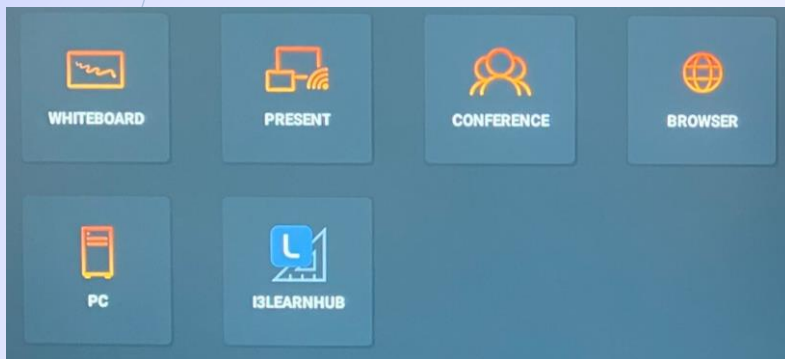 WHITEBOARD
PRESENT
CONFERENCE
BROWSER
PC
L
I3LEARNHUB